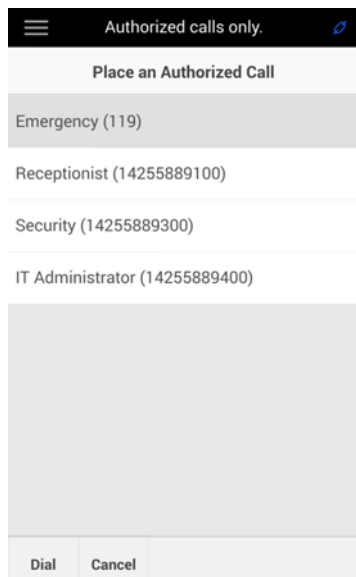 Authorized calls only.
Place an Authorized Call
Emergency (119)
Receptionist (14255889100)
Security (14255889300)
IT Administrator (14255889400)
Dial Cancel